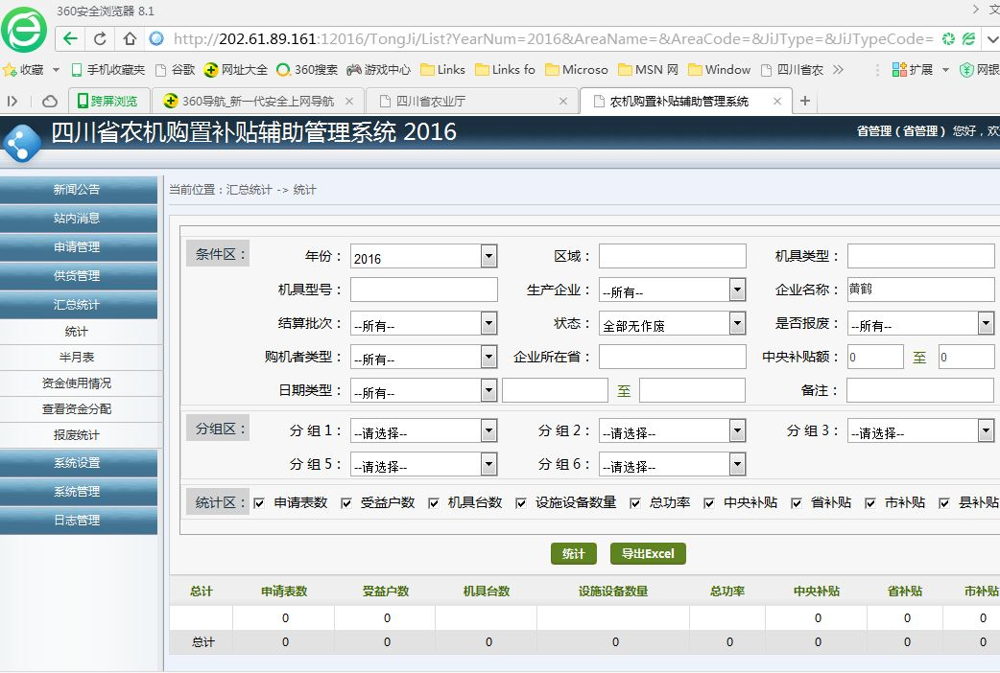 360安全浏览器 8.1
文
http://202.61.89.161:12016/TongJi/List?YearNum=2016&AreaName=&AreaCode=&JiJType=&JiJTypeCode=
收藏 手机收藏夹 谷歌 网址大全 360搜索 游戏中心 Links Links fo Microso MSN 网 Window 四川省农 扩展 网银
跨屏浏览 360导航_新一代安全上网导航 四川省农业厅 农机购置补贴辅助管理系统
四川省农机购置补贴辅助管理系统 2016
省管理（省管理）您好，欢
新闻公告
站内消息
申请管理
供货管理
汇总统计
统计
半月表
资金使用情况
查看资金分配
报废统计
系统设置
系统管理
日志管理
当前位置：汇总统计 -> 统计
条件区： 年份： 2016 区域： 机具类型：
机具型号： 生产企业： --所有-- 企业名称： 黄鹤
结算批次： --所有-- 状态： 全部无作废 是否报废： --所有--
购机者类型： --所有-- 企业所在省： 中央补贴额： 0 至 0
日期类型： --所有-- 至 备注：
分组区： 分 组 1： --请选择-- 分 组 2： --请选择-- 分 组 3： --请选择--
分 组 5： --请选择-- 分 组 6： --请选择--
统计区： 申请表数 受益户数 机具台数 设施设备数量 总功率 中央补贴 省补贴 市补贴 县补贴
统计 导出Excel
总计 申请表数 受益户数 机具台数 设施设备数量 总功率 中央补贴 省补贴 市补贴
0 0 0 0 0
总计 0 0 0 0 0 0 0 0